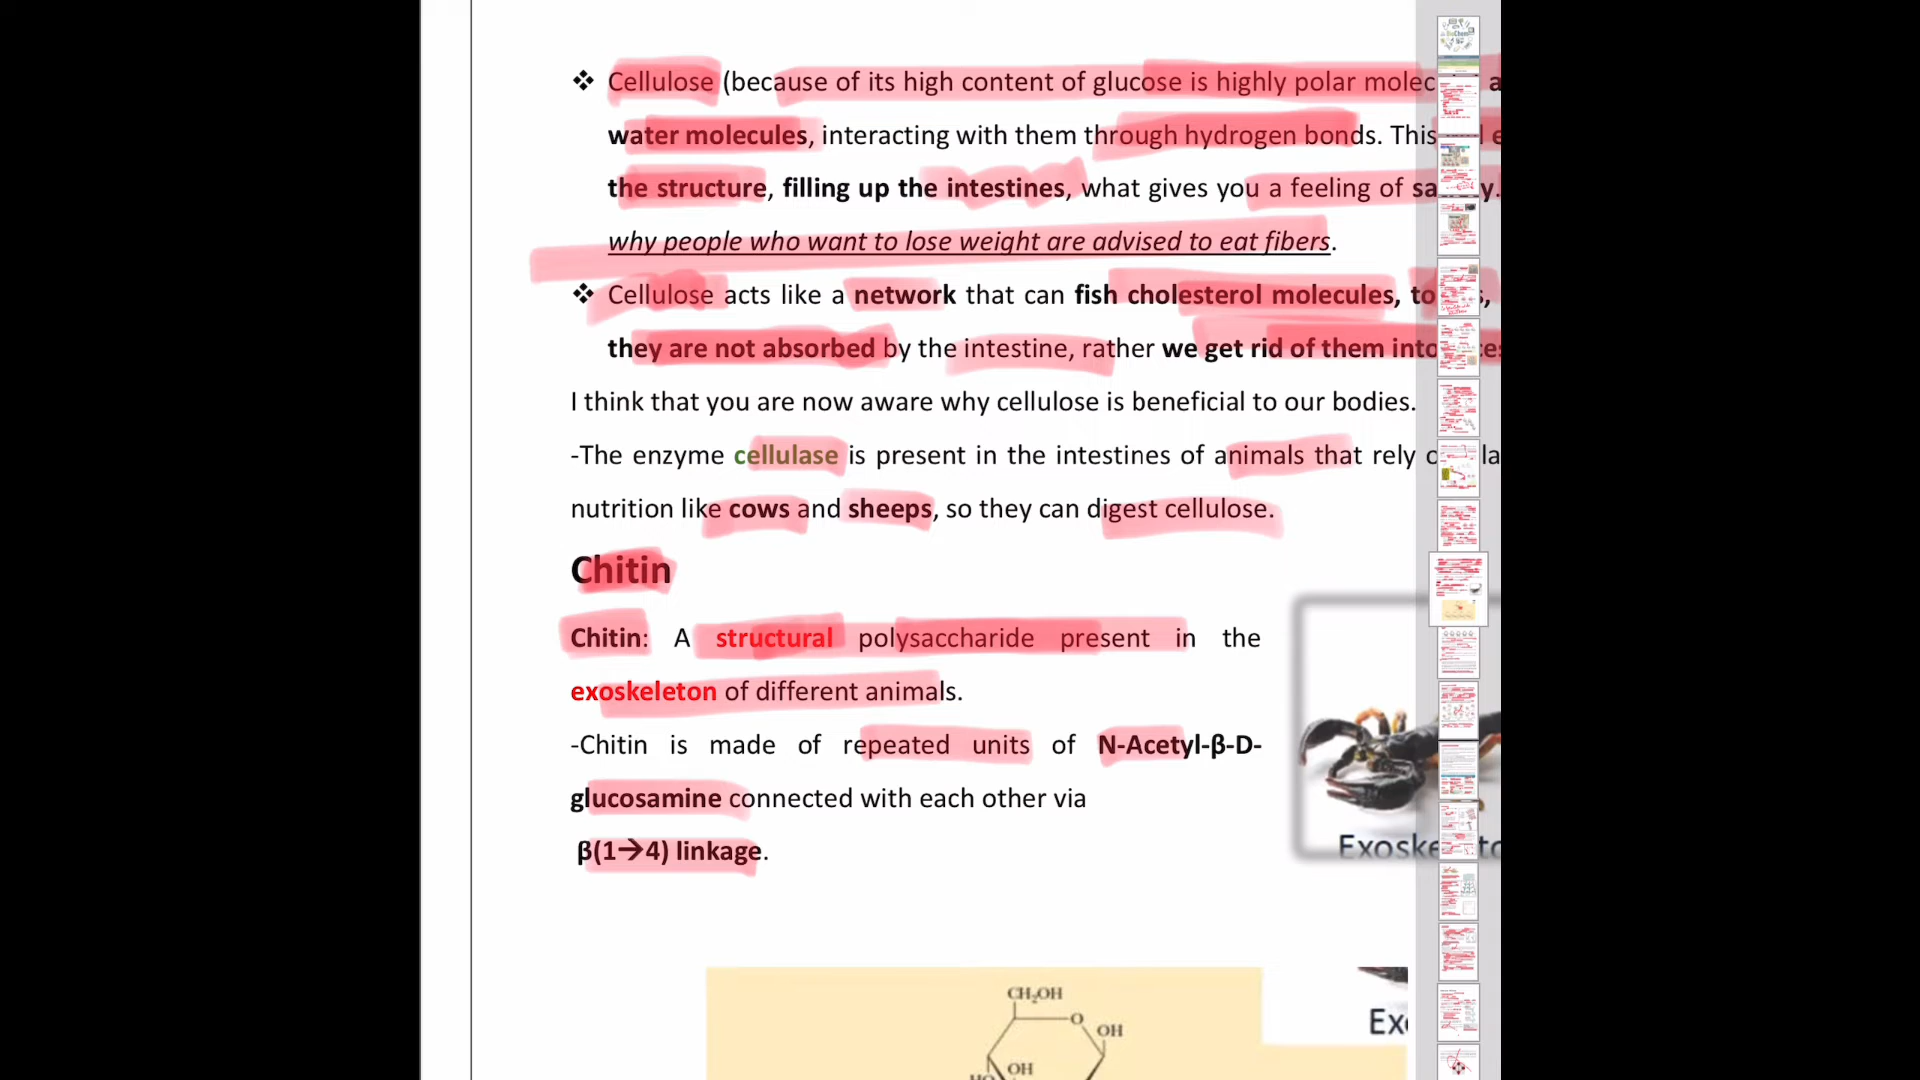 ❖ Cellulose (because of its high content of glucose is highly polar molec
water molecules, interacting with them through hydrogen bonds. This
the structure, filling up the intestines, what gives you a feeling of sa y.
why people who want to lose weight are advised to eat fibers.
❖ Cellulose acts like a network that can fish cholesterol molecules, to s,
they are not absorbed by the intestine, rather we get rid of them into
I think that you are now aware why cellulose is beneficial to our bodies.
-The enzyme cellulase is present in the intestines of animals that rely
nutrition like cows and sheeps, so they can digest cellulose.
Chitin
Chitin: A structural polysaccharide present in the
exoskeleton of different animals.
-Chitin is made of repeated units of N-Acetyl-β-D-
glucosamine connected with each other via
β(1→4) linkage.
Exoske to
CH₂OH
O
OH
Ex
OH
HO